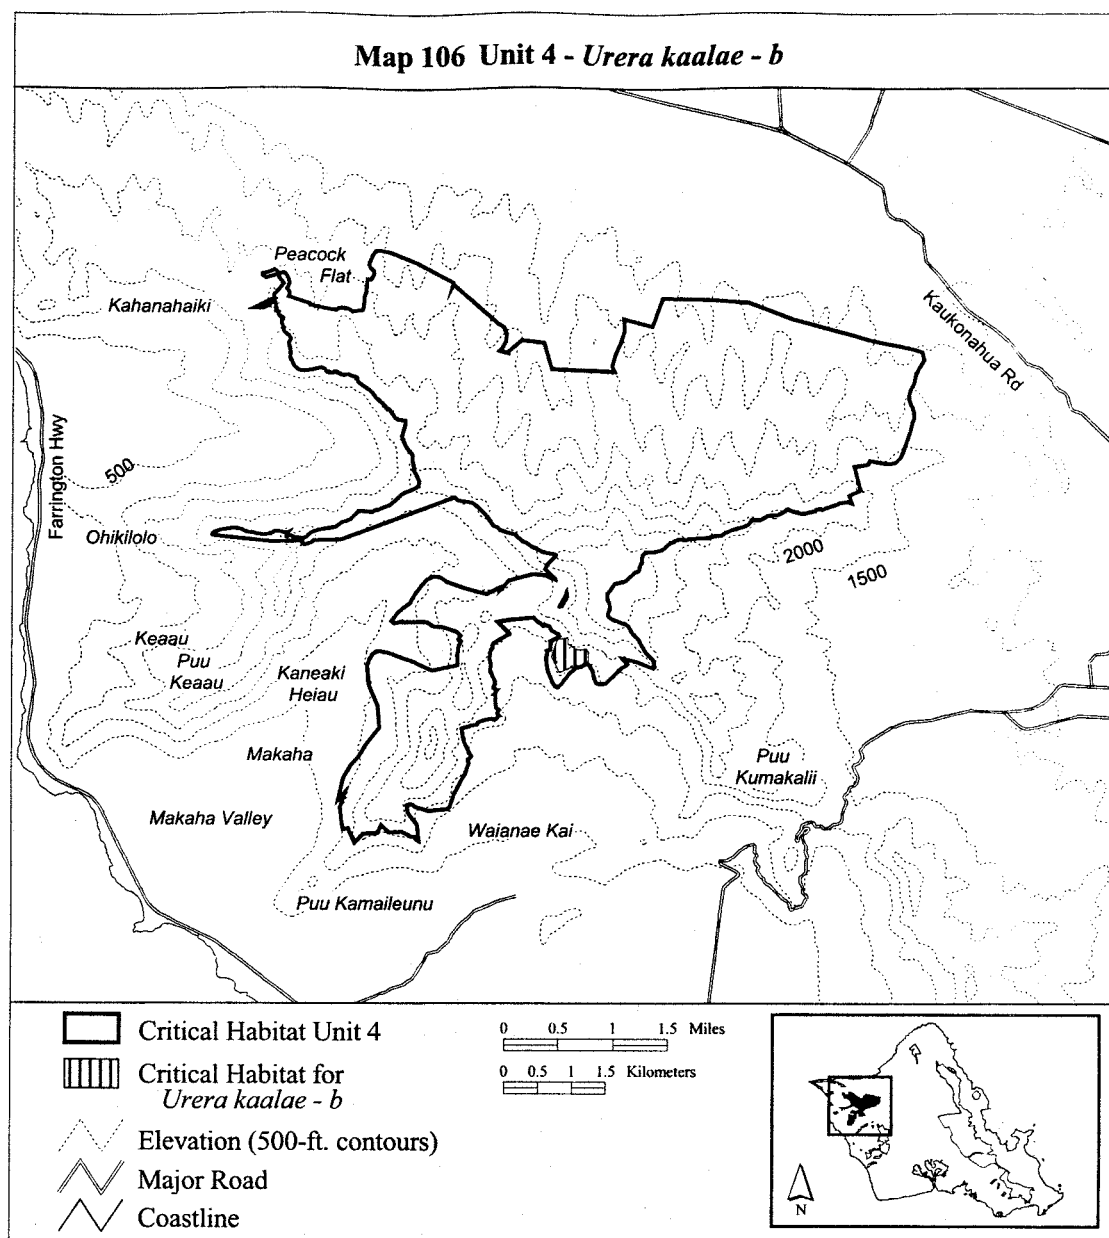 Map 106 Unit 4 - Urera kaalae - b
Peacock
Flat
Kahanahaiki
Kaukonahua Rd
Farrington Hwy
500
Ohikilolo
2000
1500
Keaau
Puu
Keaau
Kaneaki
Heiau
Makaha
Puu
Kumakalii
Makaha Valley
Waianae Kai
Puu Kamaileunu
Critical Habitat Unit 4
Critical Habitat for
Urera kaalae - b
Elevation (500-ft. contours)
Major Road
Coastline
0 0.5 1 1.5 Miles
0 0.5 1 1.5 Kilometers
N